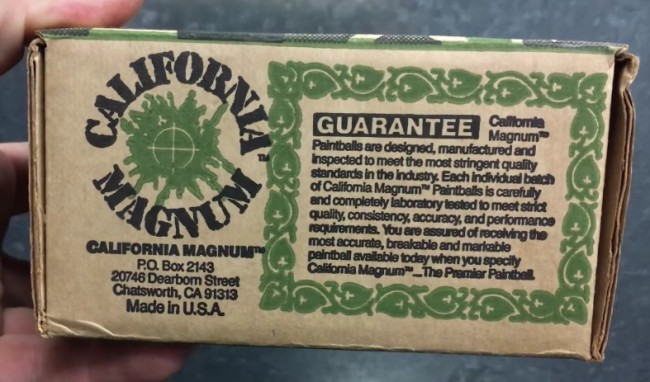 CALIFORNIA
MAGNUM™
CALIFORNIA MAGNUM™
P.O. Box 2143
20746 Dearborn Street
Chatsworth, CA 91313
Made in U.S.A.
GUARANTEE California
Magnum™
Paintballs are designed, manufactured and
inspected to meet the most stringent quality
standards in the industry. Each individual batch
of California Magnum™ Paintballs is carefully
and completely laboratory tested to meet strict
quality, consistency, accuracy, and performance
requirements. You are assured of receiving the
most accurate, breakable and markable
paintball available today when you specify
California Magnum™...The Premier Paintball.